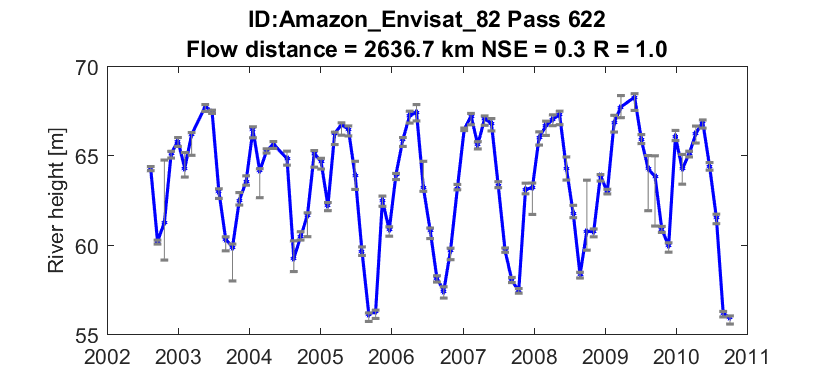 ID:Amazon_Envisat_82 Pass 622
Flow distance = 2636.7 km NSE = 0.3 R = 1.0
River height [m]
70
65
60
55
2002 2003 2004 2005 2006 2007 2008 2009 2010 2011